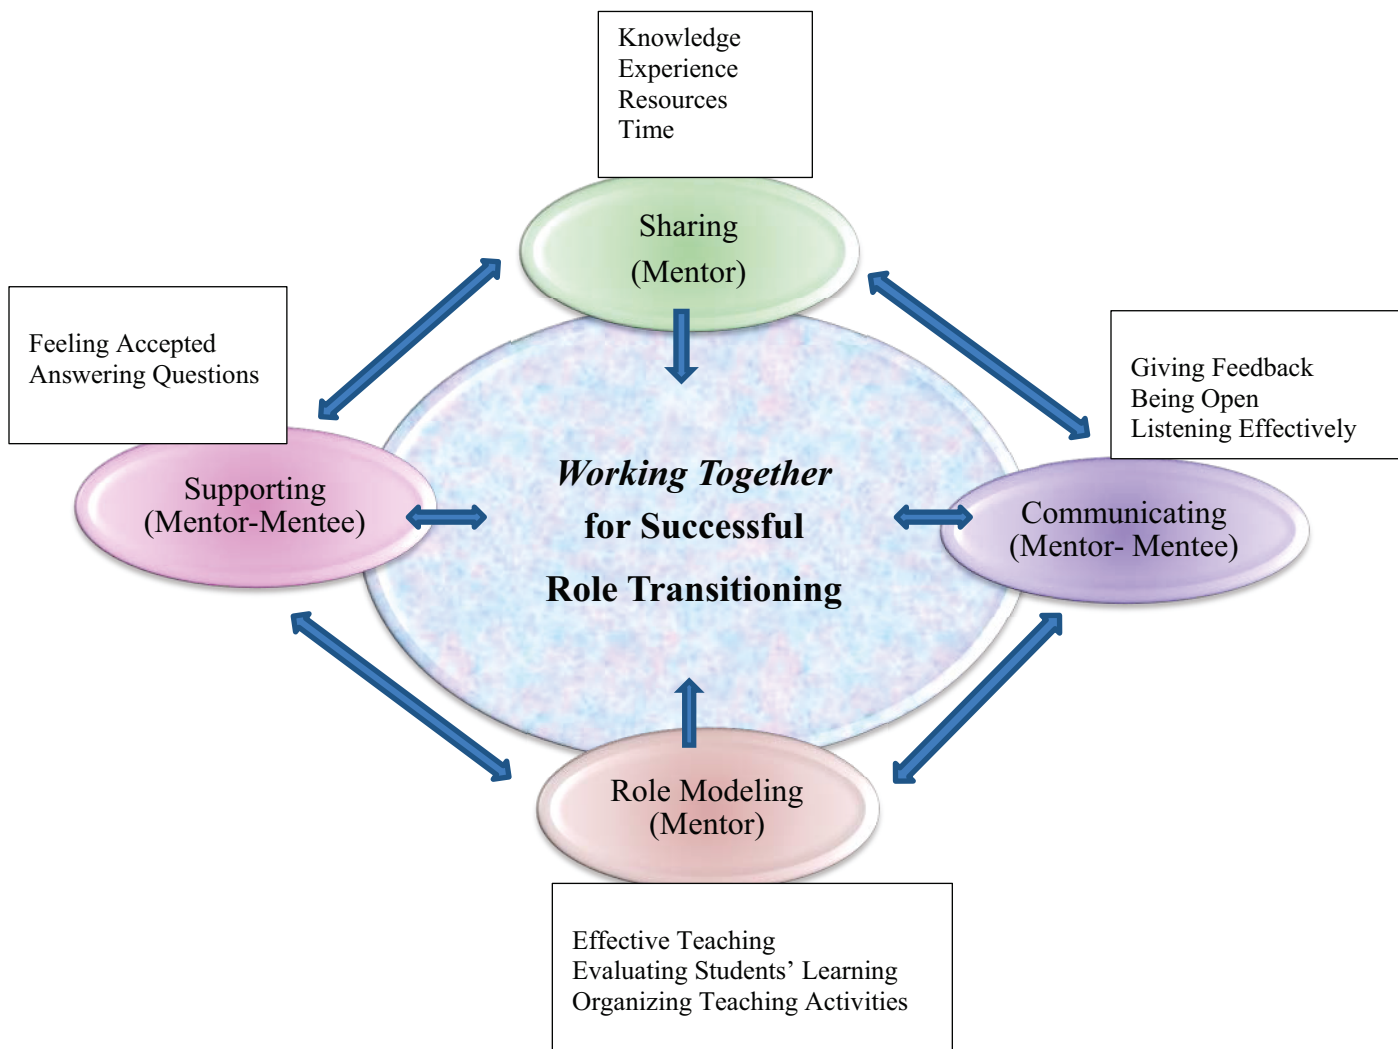 Knowledge
Experience
Resources
Time
Sharing
(Mentor)
Feeling Accepted
Answering Questions
Giving Feedback
Being Open
Listening Effectively
Supporting
(Mentor-Mentee)
Working Together
for Successful
Role Transitioning
Communicating
(Mentor- Mentee)
Role Modeling
(Mentor)
Effective Teaching
Evaluating Students’ Learning
Organizing Teaching Activities